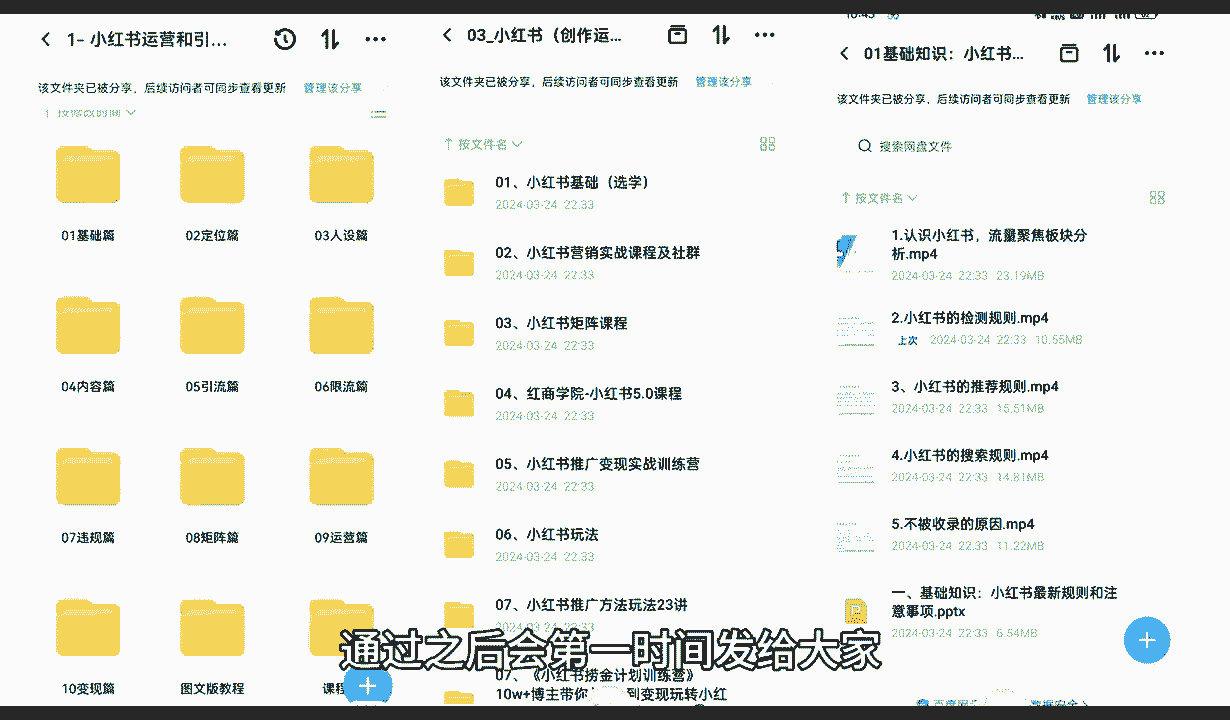 1- 小红书运营和引...
该文件夹已被分享，后续访问者可同步查看更新 管理该分享
按修改时间
01基础篇
02定位篇
03人设篇
04内容篇
05引流篇
06限流篇
07违规篇
08矩阵篇
09运营篇
10变现篇
图文版教程
课程
03_小红书（创作运...
该文件夹已被分享，后续访问者可同步查看更新 管理该分享
按文件名
01、小红书基础（选学）
2024-03-24 22:33
02、小红书营销实战课程及社群
2024-03-24 22:33
03、小红书矩阵课程
2024-03-24 22:33
04、红商学院-小红书5.0课程
2024-03-24 22:33
05、小红书推广变现实战训练营
2024-03-24 22:33
06、小红书玩法
2024-03-24 22:33
07、小红书推广方法玩法23讲
2024-03-24 22:33
07、《小红书捞金计划训练营》
10w+博主带你 到变现玩转小红
01基础知识：小红书...
该文件夹已被分享，后续访问者可同步查看更新 管理该分享
搜索网盘文件
按文件名
1.认识小红书，流量聚焦板块分
析.mp4
2024-03-24 22:33 23.19MB
2.小红书的检测规则.mp4
上次 2024-03-24 22:33 10.55MB
3、小红书的推荐规则.mp4
2024-03-24 22:33 15.51MB
4.小红书的搜索规则.mp4
2024-03-24 22:33 14.81MB
5.不被收录的原因.mp4
2024-03-24 22:33 11.22MB
一、基础知识：小红书最新规则和注
意事项.pptx
2024-03-24 22:33 6.54MB
通过之后会第一时间发给大家